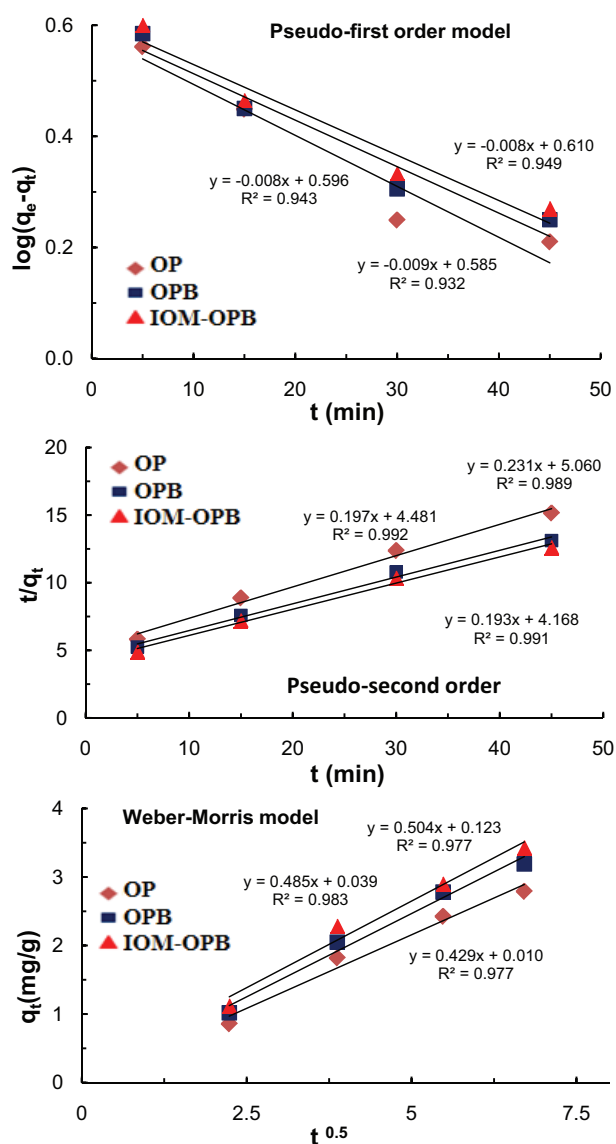 Pseudo-first order model
0.6
0.4
0.2
0.0
log(qe-qt)
y = -0.008x + 0.610
R² = 0.949
y = -0.008x + 0.596
R² = 0.943
y = -0.009x + 0.585
R² = 0.932
OP
OPB
IOM-OPB
0 10 20 30 40 50
t (min)
20
15
10
5
0
t/qt
OP
OPB
IOM-OPB
y = 0.231x + 5.060
R² = 0.989
y = 0.197x + 4.481
R² = 0.992
y = 0.193x + 4.168
R² = 0.991
Pseudo-second order
0 10 20 30 40 50
t (min)
Weber-Morris model
4
3
2
1
0
qt(mg/g)
y = 0.504x + 0.123
R² = 0.977
y = 0.485x + 0.039
R² = 0.983
OP
OPB
IOM-OPB
y = 0.429x + 0.010
R² = 0.977
0 2.5 5 7.5
t 0.5